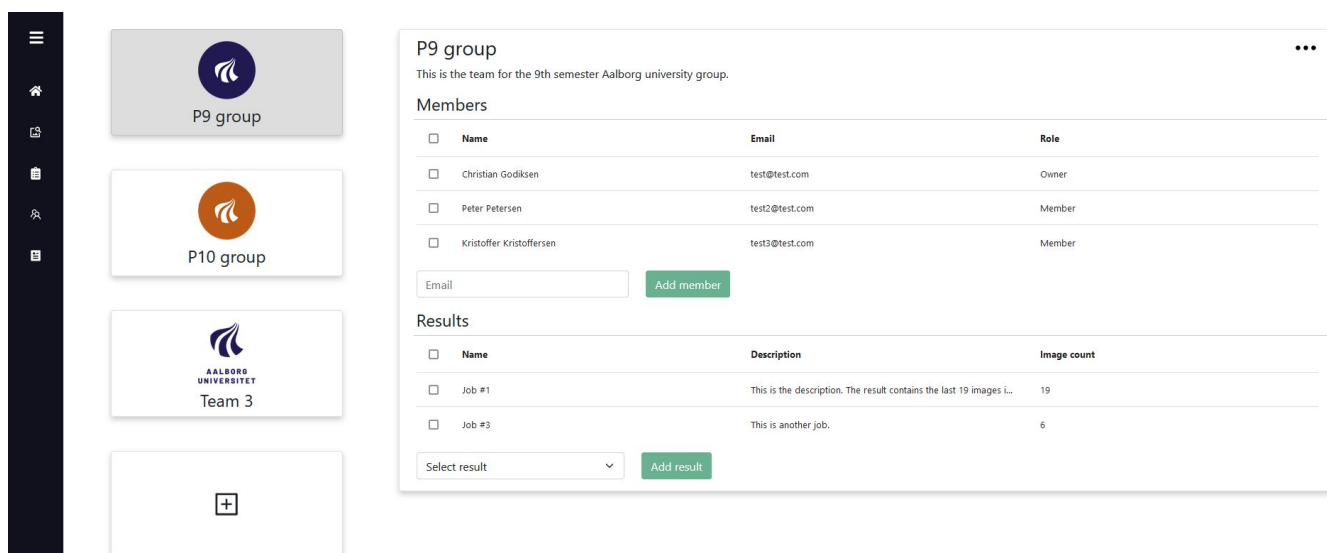 P9 group
P10 group
AALBORG
UNIVERSITET
Team 3
P9 group
This is the team for the 9th semester Aalborg university group.
Members
Name Email Role
Christian Godiksen test@test.com Owner
Peter Petersen test2@test.com Member
Kristoffer Kristoffersen test3@test.com Member
Email Add member
Results
Name Description Image count
Job #1 This is the description. The result contains the last 19 images i... 19
Job #3 This is another job. 6
Select result Add result